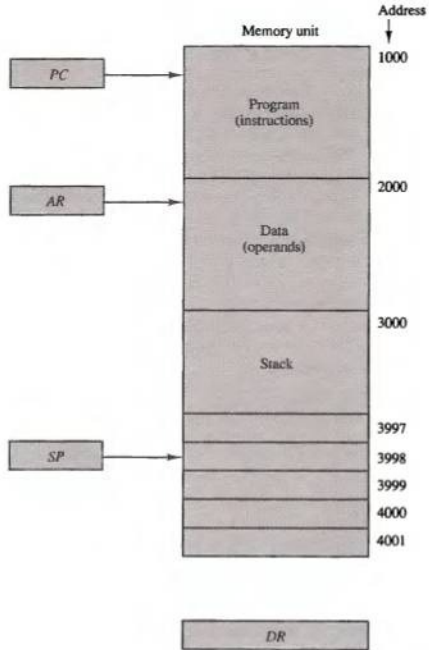 Address
Memory unit
1000
PC
Program
(instructions)
2000
AR
Data
(operands)
3000
Stack
3997
SP
3998
3999
4000
4001
DR